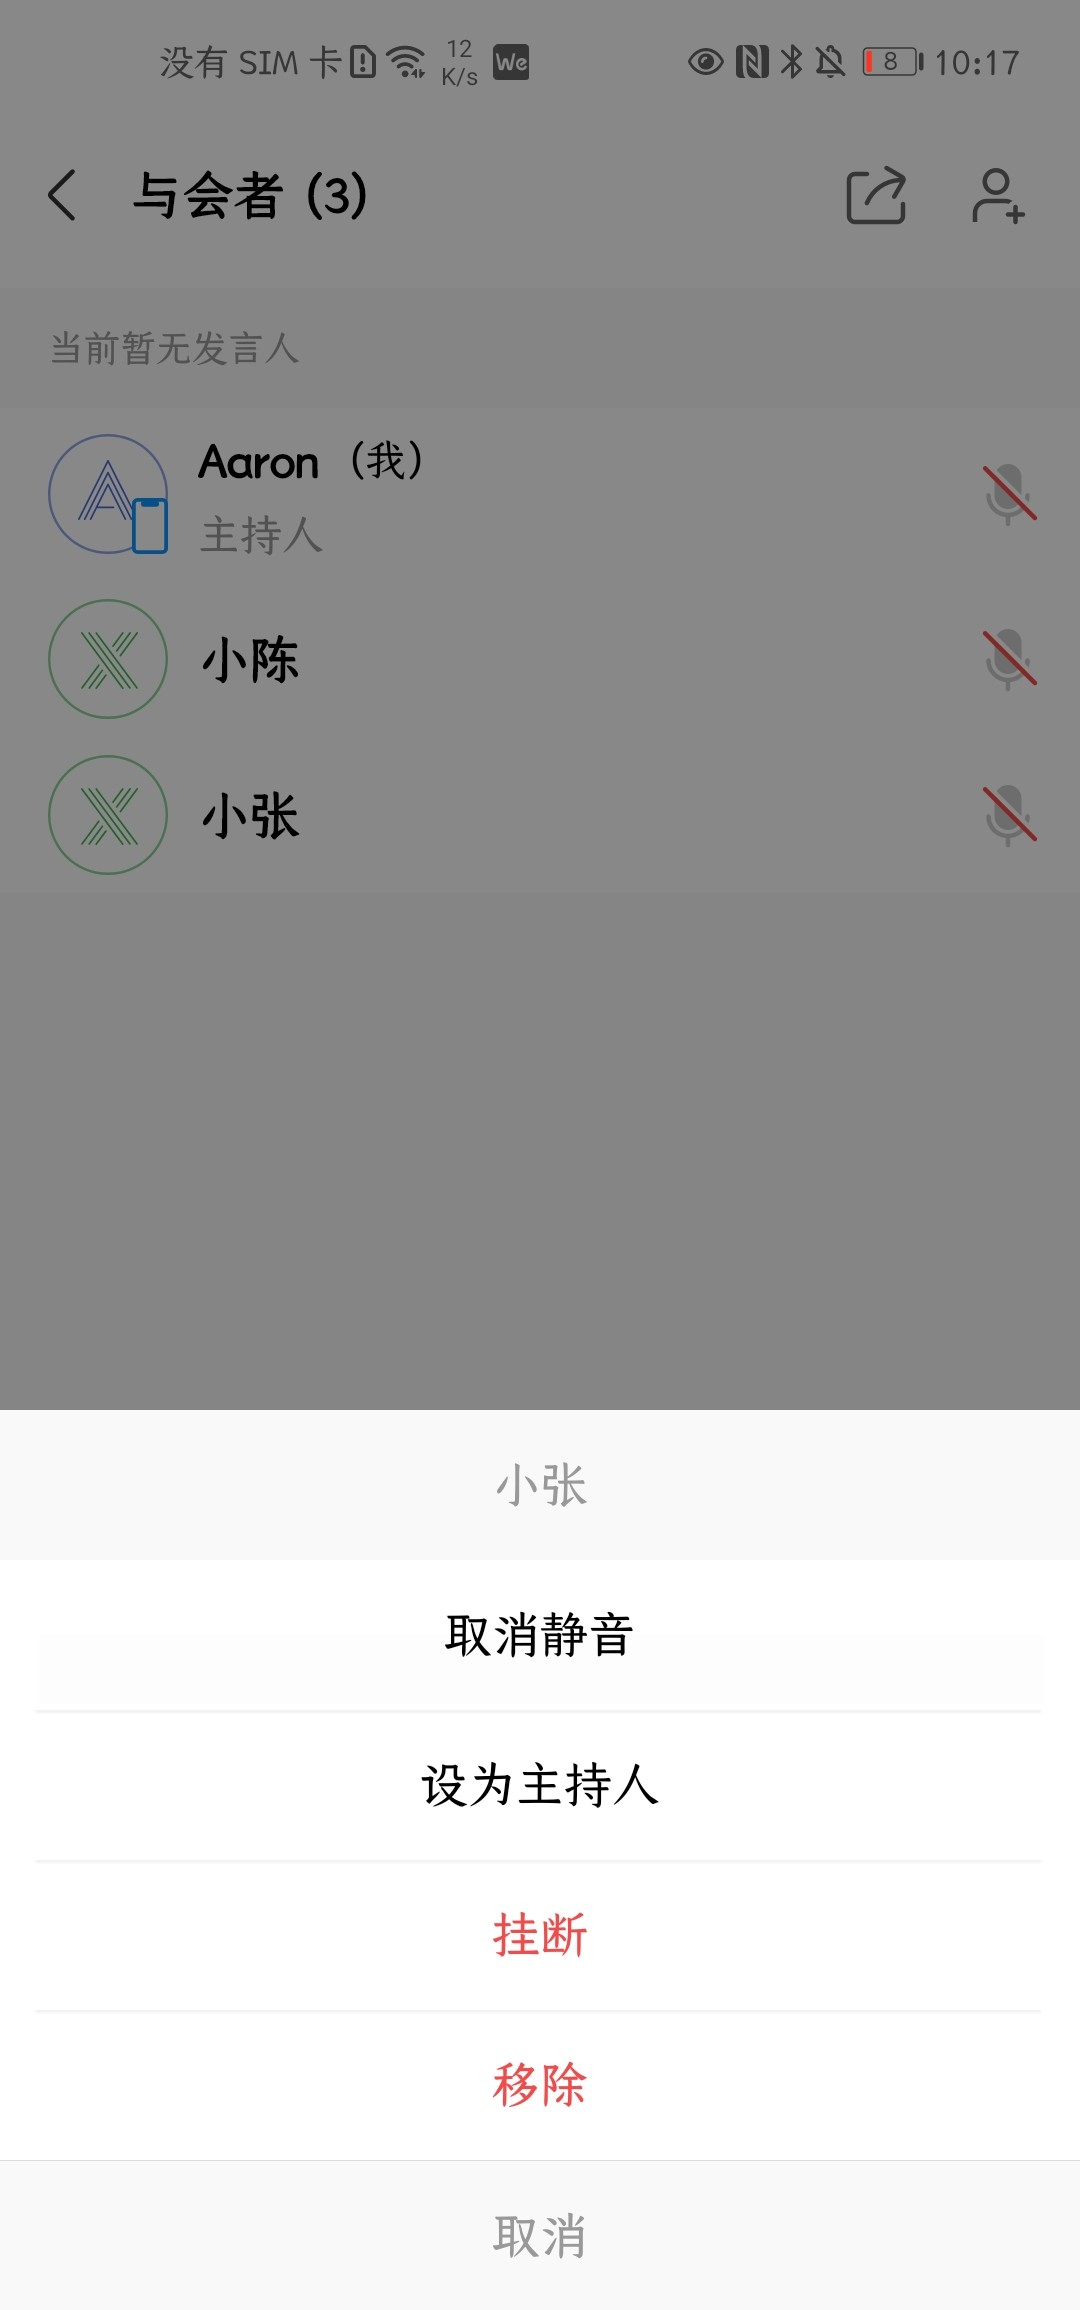 没有 SIM 卡 12 K/s We 8 10:17
与会者 (3)
当前暂无发言人
Aaron（我）
主持人
小陈
小张
小张
取消静音
设为主持人
挂断
移除
取消